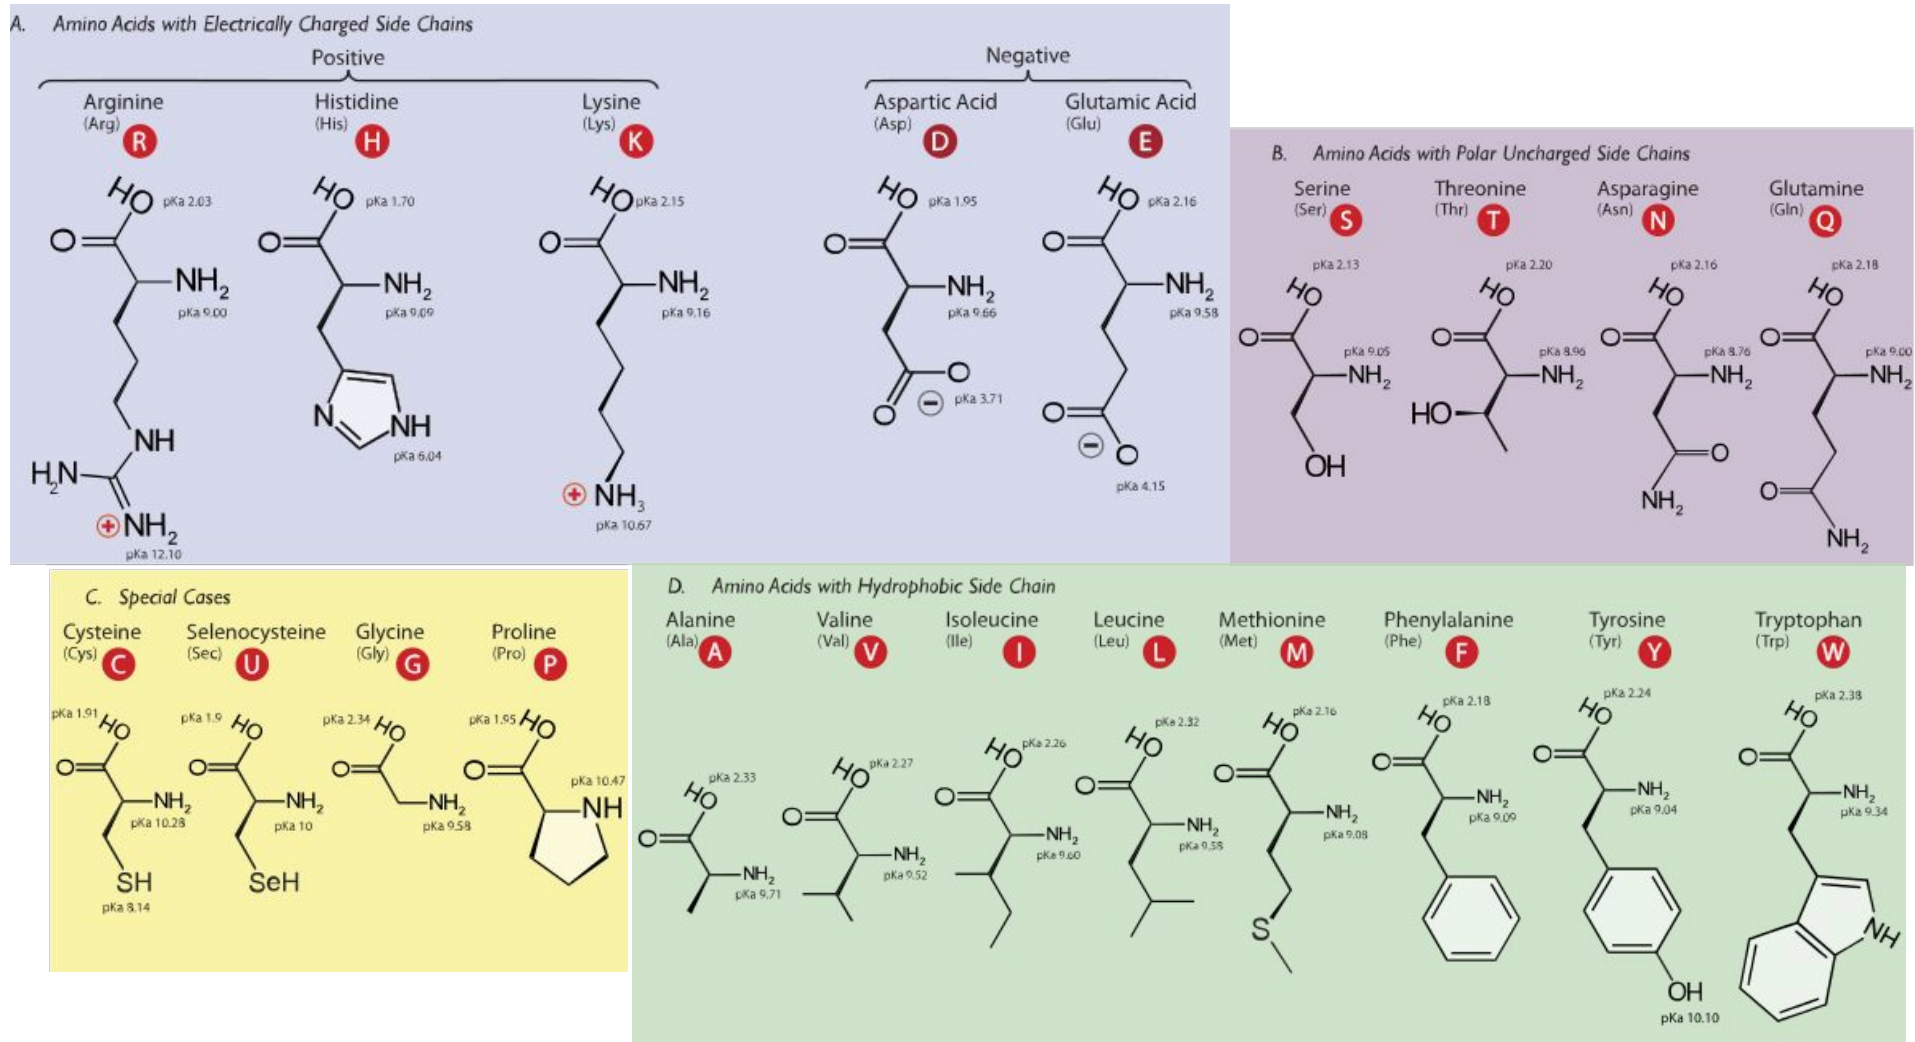 A. Amino Acids with Electrically Charged Side Chains
Positive
Negative
Arginine
(Arg) R
Histidine
(His) H
Lysine
(Lys) K
Aspartic Acid
(Asp) D
Glutamic Acid
(Glu) E
HO pKa 2.03
O
NH2
pKa 9.00
NH
H2N
NH2
pKa 12.10
HO pKa 1.70
O
NH2
pKa 9.09
N
NH
pKa 6.04
HO pKa 2.15
O
NH2
pKa 9.16
NH3
pKa 10.67
HO pKa 1.95
O
NH2
pKa 9.66
O
O
pKa 3.71
HO pKa 2.16
O
NH2
pKa 9.58
O
O
pKa 4.15
B. Amino Acids with Polar Uncharged Side Chains
Serine
(Ser) S
Threonine
(Thr) T
Asparagine
(Asn) N
Glutamine
(Gln) Q
pKa 2.13
HO
O
pKa 9.05
NH2
OH
pKa 2.20
HO
O
pKa 8.96
NH2
HO
pKa 2.16
HO
O
pKa 8.76
NH2
O
NH2
pKa 2.18
HO
O
pKa 9.00
NH2
O
NH2
C. Special Cases
Cysteine
(Cys) C
Selenocysteine
(Sec) U
Glycine
(Gly) G
Proline
(Pro) P
pKa 1.91 HO
O
NH2
pKa 10.28
SH
pKa 8.14
pKa 1.9 HO
O
NH2
pKa 10
SeH
pKa 2.34 HO
O
NH2
pKa 9.58
pKa 1.95 HO
O
pKa 10.47
NH
D. Amino Acids with Hydrophobic Side Chain
Alanine
(Ala) A
Valine
(Val) V
Isoleucine
(Ile) I
Leucine
(Leu) L
Methionine
(Met) M
Phenylalanine
(Phe) F
Tyrosine
(Tyr) Y
Tryptophan
(Trp) W
pKa 2.33
HO
O
NH2
pKa 9.71
pKa 2.27
HO
O
NH2
pKa 9.52
HO pKa 2.26
O
NH2
pKa 9.60
pKa 2.32
HO
O
NH2
pKa 9.58
pKa 2.16
HO
O
NH2
pKa 9.08
S
pKa 2.18
HO
O
NH2
pKa 9.09
pKa 2.24
HO
O
NH2
pKa 9.04
OH
pKa 10.10
pKa 2.38
HO
O
NH2
pKa 9.34
NH